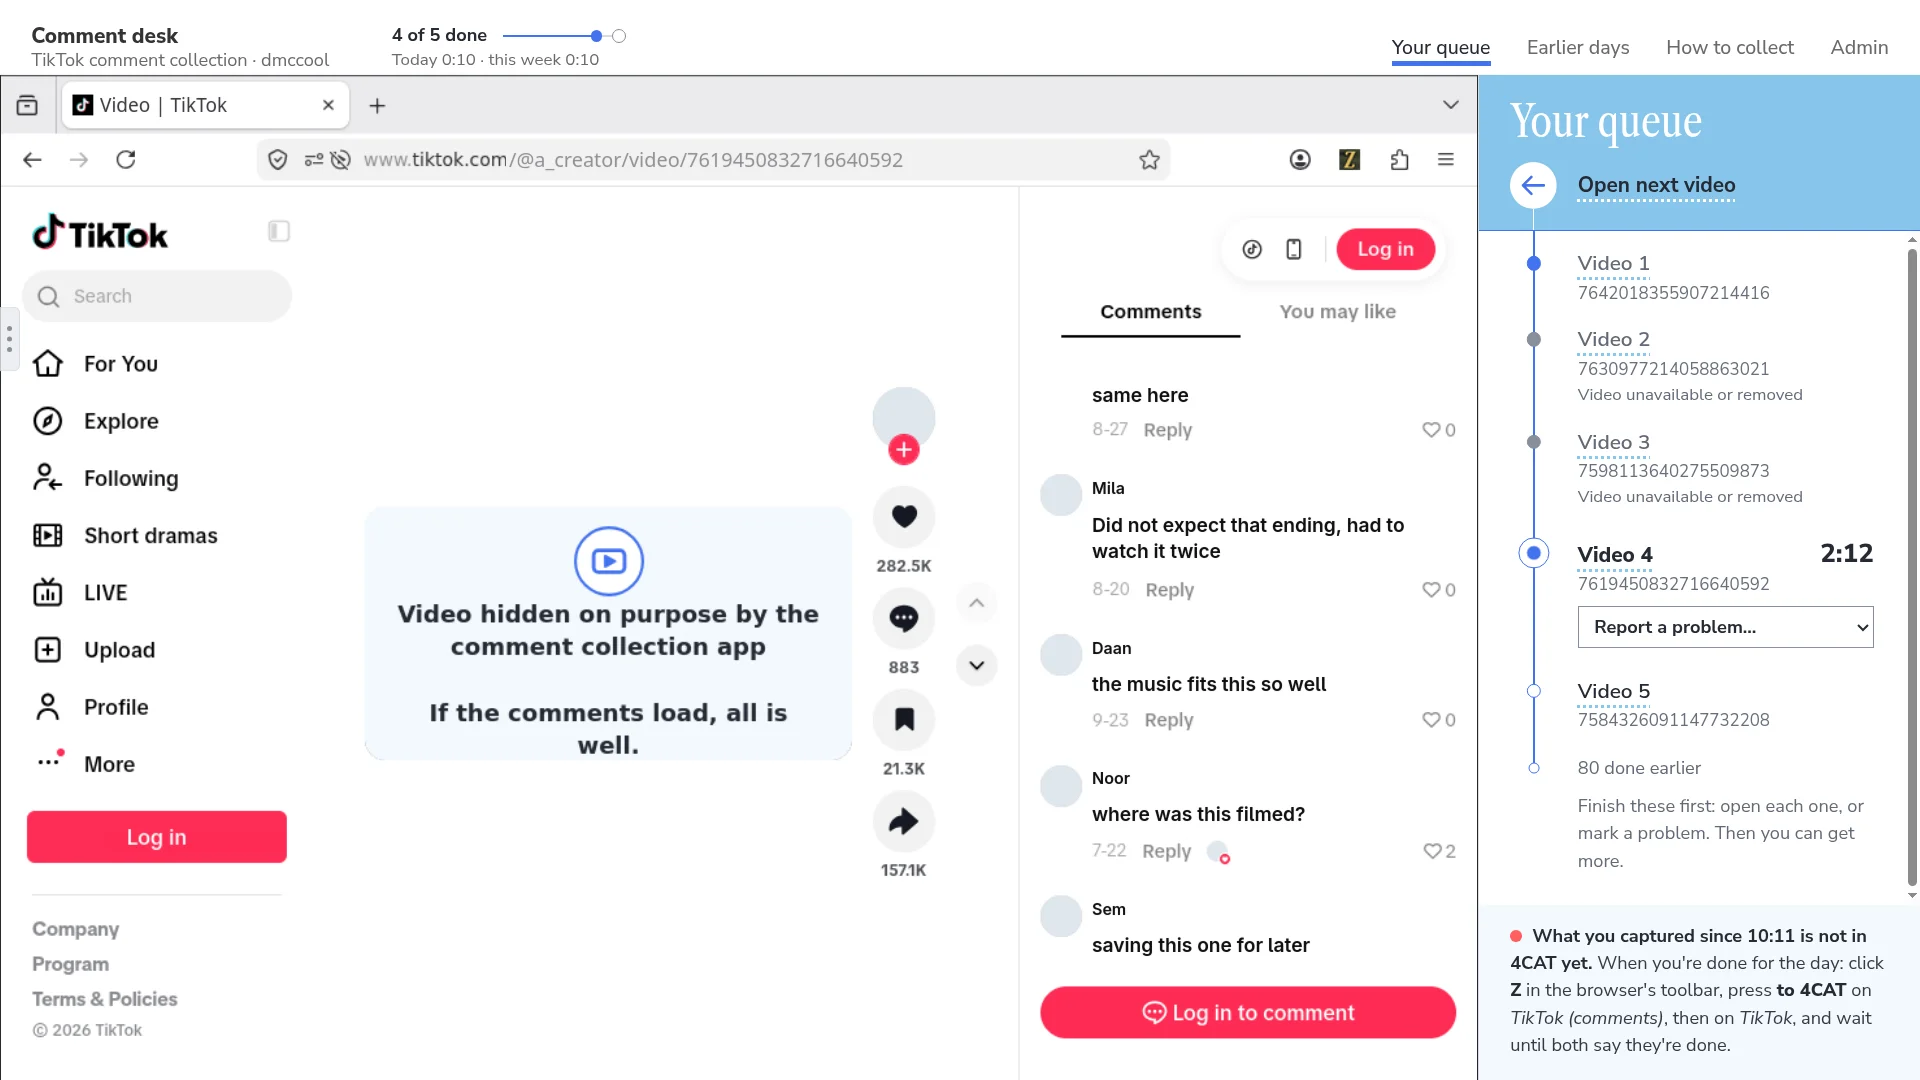 Comment desk
TikTok comment collection · dmccool
4 of 5 done
Today 0:10 · this week 0:10
Your queue
Earlier days
How to collect
Admin
Video | TikTok
www.tiktok.com/@a_creator/video/7619450832716640592
Z
TikTok
Search
For You
Explore
Following
Short dramas
LIVE
Upload
Profile
More
Log in
Company
Program
Terms & Policies
© 2026 TikTok
Video hidden on purpose by the
comment collection app
If the comments load, all is
well.
282.5K
883
21.3K
157.1K
Log in
Comments
You may like
same here
8-27 Reply 0
Mila
Did not expect that ending, had to
watch it twice
8-20 Reply 0
Daan
the music fits this so well
9-23 Reply 0
Noor
where was this filmed?
7-22 Reply 2
Sem
saving this one for later
Log in to comment
Your queue
Open next video
Video 1
7642018355907214416
Video 2
7630977214058863021
Video unavailable or removed
Video 3
7598113640275509873
Video unavailable or removed
Video 4 2:12
7619450832716640592
Report a problem...
Video 5
7584326091147732208
80 done earlier
Finish these first: open each one, or
mark a problem. Then you can get
more.
What you captured since 10:11 is not in
4CAT yet. When you're done for the day: click
Z in the browser's toolbar, press to 4CAT on
TikTok (comments), then on TikTok, and wait
until both say they're done.